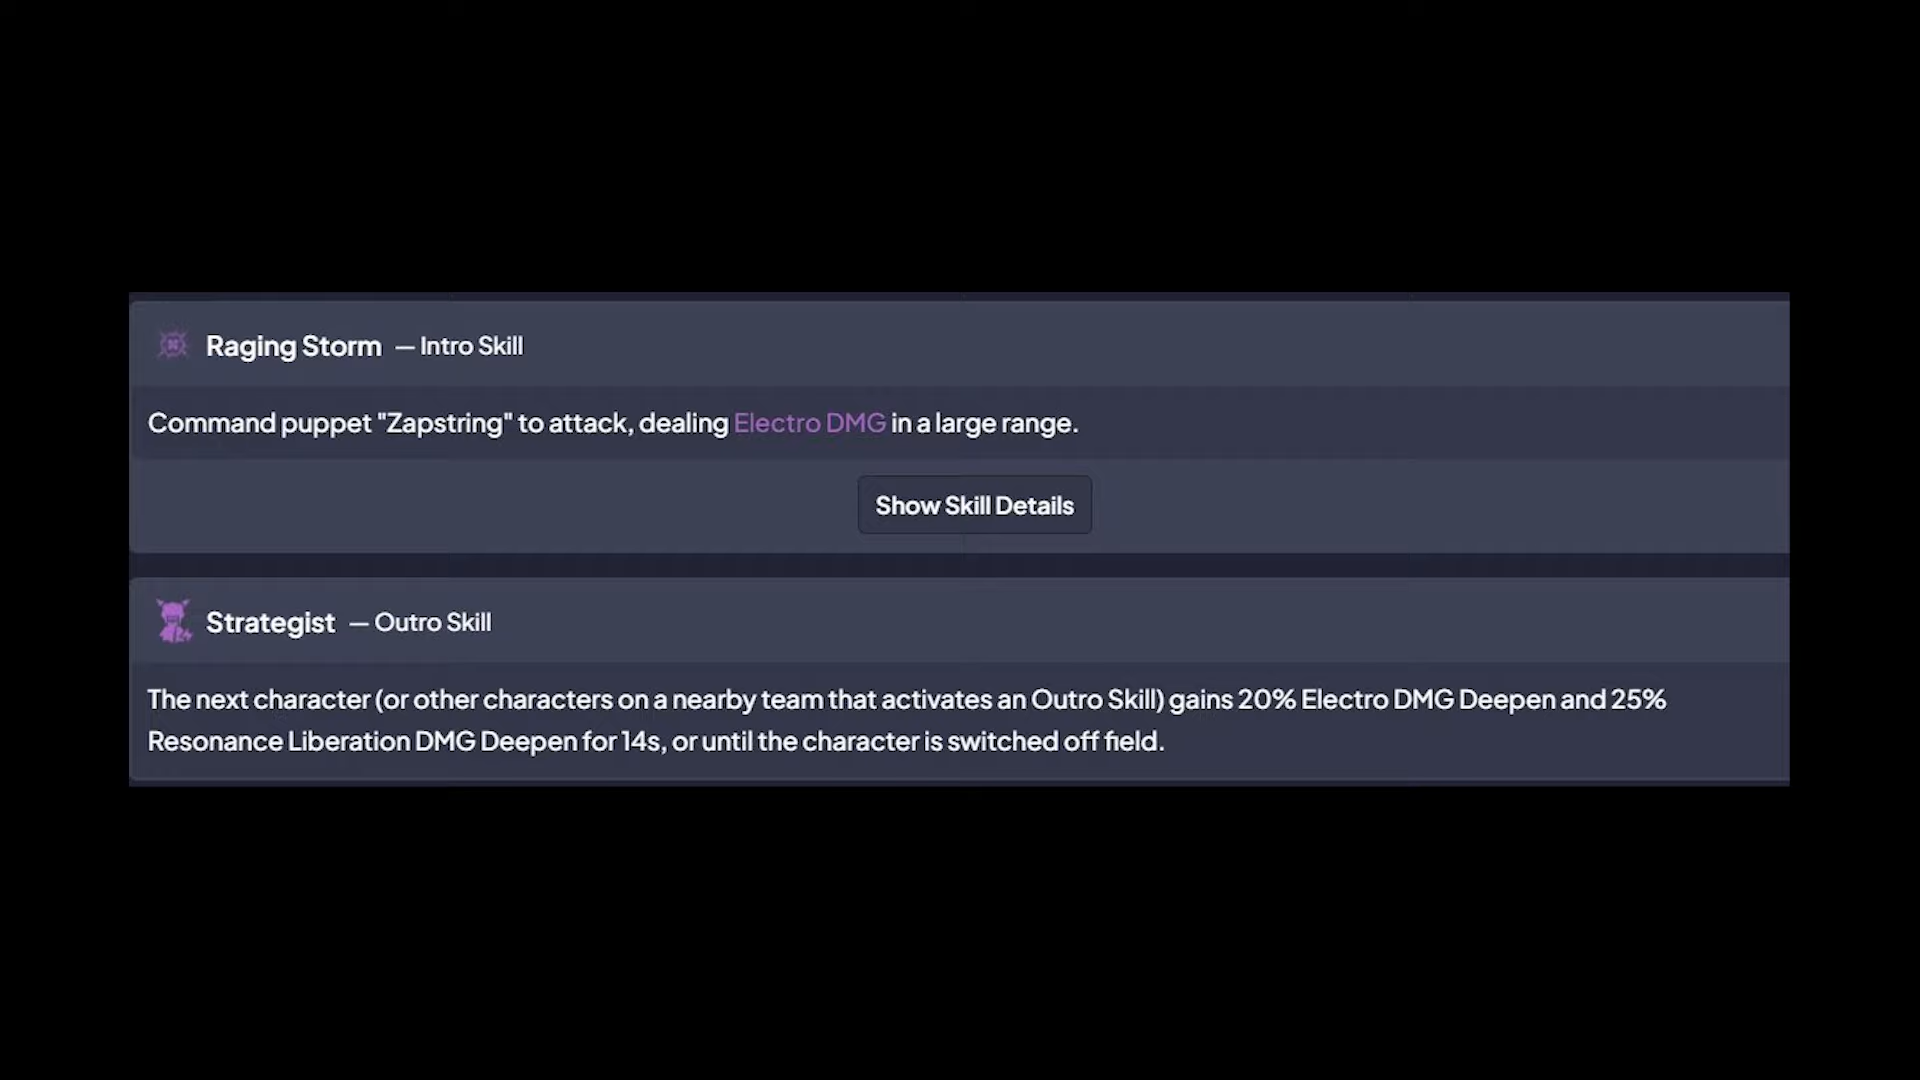 Raging Storm — Intro Skill
Command puppet "Zapstring" to attack, dealing Electro DMG in a large range.
Show Skill Details
Strategist — Outro Skill
The next character (or other characters on a nearby team that activates an Outro Skill) gains 20% Electro DMG Deepen and 25%
Resonance Liberation DMG Deepen for 14s, or until the character is switched off field.